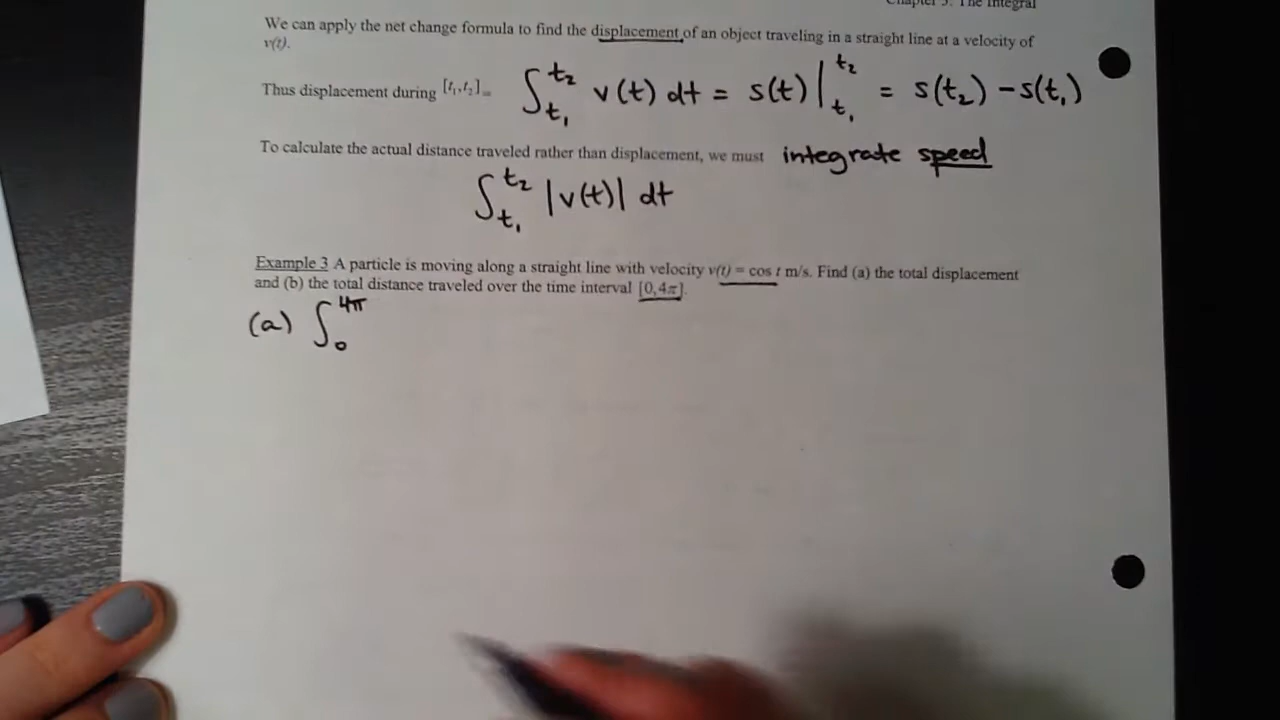 Chapter 5: The Integral
We can apply the net change formula to find the displacement of an object traveling in a straight line at a velocity of
v(t).
Thus displacement during [t₁,t₂]= ∫_{t₁}^{t₂} v(t) dt = s(t) |_{t₁}^{t₂} = s(t₂) - s(t₁)
To calculate the actual distance traveled rather than displacement, we must integrate speed
∫_{t₁}^{t₂} |v(t)| dt
Example 3 A particle is moving along a straight line with velocity v(t) = cos t m/s. Find (a) the total displacement
and (b) the total distance traveled over the time interval [0,4π].
(a) ∫_0^{4π}